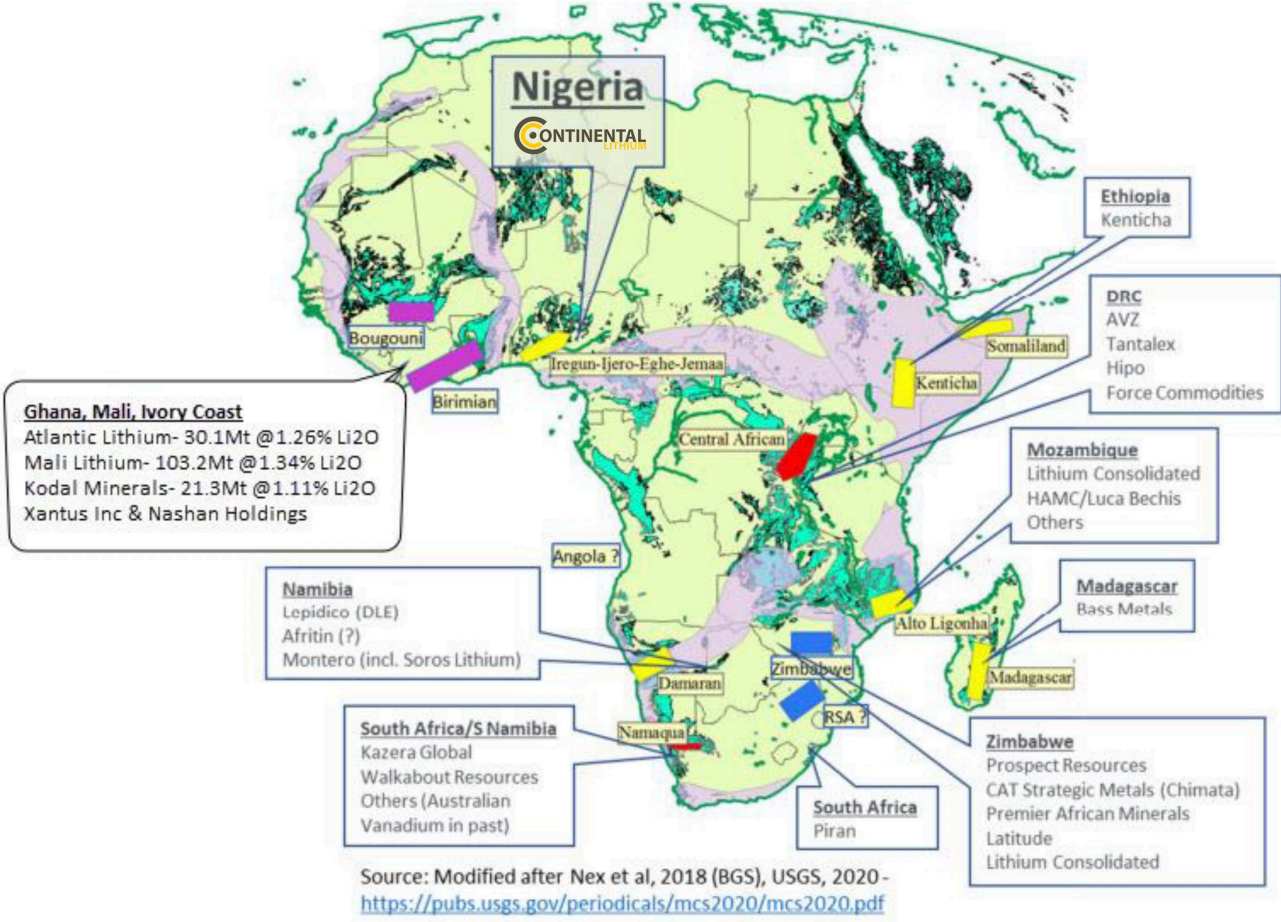 Nigeria
CONTINENTAL
LITHIUM
Ethiopia
Kenticha
DRC
AVZ
Tantalex
Hipo
Force Commodities
Bougouni
Birimian
Iregun-Ijero-Eghe-Jemaa
Somaliland
Kenticha
Central African
Ghana, Mali, Ivory Coast
Atlantic Lithium- 30.1Mt @1.26% Li2O
Mali Lithium- 103.2Mt @1.34% Li2O
Kodal Minerals- 21.3Mt @1.11% Li2O
Xantus Inc & Nashan Holdings
Mozambique
Lithium Consolidated
HAMC/Luca Bechis
Others
Angola ?
Namibia
Lepidico (DLE)
Afritin (?)
Montero (incl. Soros Lithium)
Madagascar
Bass Metals
Alto Ligonha
Zimbabwe
Damaran
Madagascar
RSA ?
Namaqua
South Africa/S Namibia
Kazera Global
Walkabout Resources
Others (Australian
Vanadium in past)
South Africa
Piran
Zimbabwe
Prospect Resources
CAT Strategic Metals (Chimata)
Premier African Minerals
Latitude
Lithium Consolidated
Source: Modified after Nex et al, 2018 (BGS), USGS, 2020 -
https://pubs.usgs.gov/periodicals/mcs2020/mcs2020.pdf